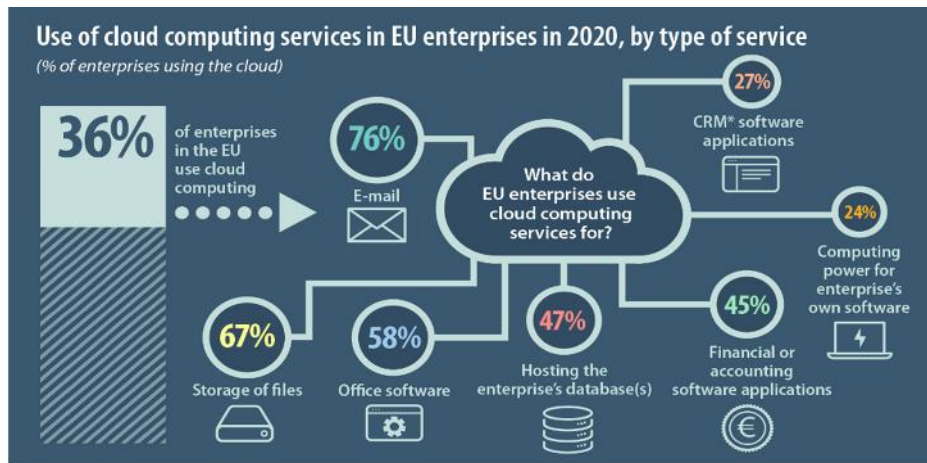 Use of cloud computing services in EU enterprises in 2020, by type of service
(% of enterprises using the cloud)
36%
of enterprises
in the EU
use cloud
computing
76%
E-mail
What do
EU enterprises use
cloud computing
services for?
27%
CRM* software
applications
24%
Computing
power for
enterprise's
own software
67%
Storage of files
58%
Office software
47%
Hosting the
enterprise's database(s)
45%
Financial or
accounting
software applications
€